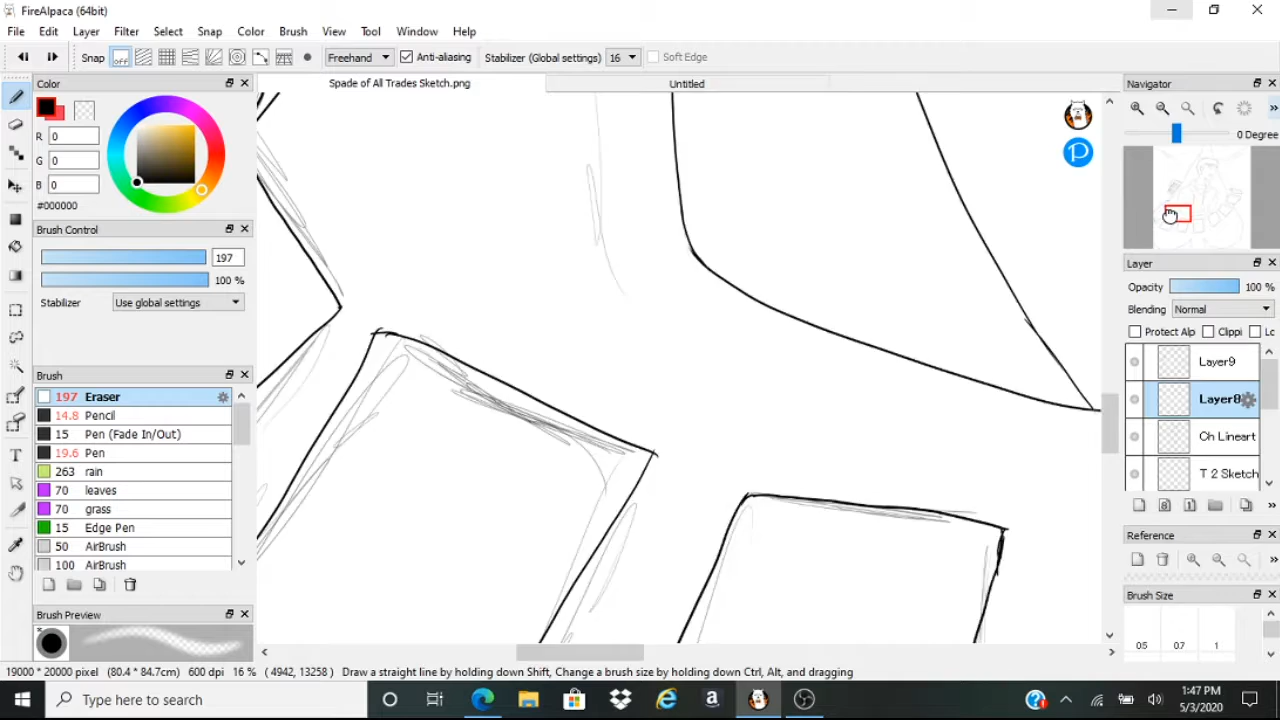 FireAlpaca (64bit)
File Edit Layer Filter Select Snap Color Brush View Tool Window Help
Snap off Freehand Anti-aliasing Stabilizer (Global settings) 16 Soft Edge
Color
Spade of All Trades Sketch.png Untitled
Navigator
R 0
G 0
B 0
#000000
0 Degree
Brush Control
197
100 %
Stabilizer Use global settings
Layer
Opacity 100 %
Blending Normal
Protect Alp Clippi Lc
Layer9
Layer8
Ch Lineart
T 2 Sketch
Brush
197 Eraser
14.8 Pencil
15 Pen (Fade In/Out)
19.6 Pen
263 rain
70 leaves
70 grass
15 Edge Pen
50 AirBrush
100 AirBrush
Reference
Brush Size
0.5 0.7 1
Brush Preview
19000 * 20000 pixel (80.4 * 84.7cm) 600 dpi 16 % ( 4942, 13258 ) Draw a straight line by holding down Shift, Change a brush size by holding down Ctrl, Alt, and dragging
Type here to search
1:47 PM
5/3/2020